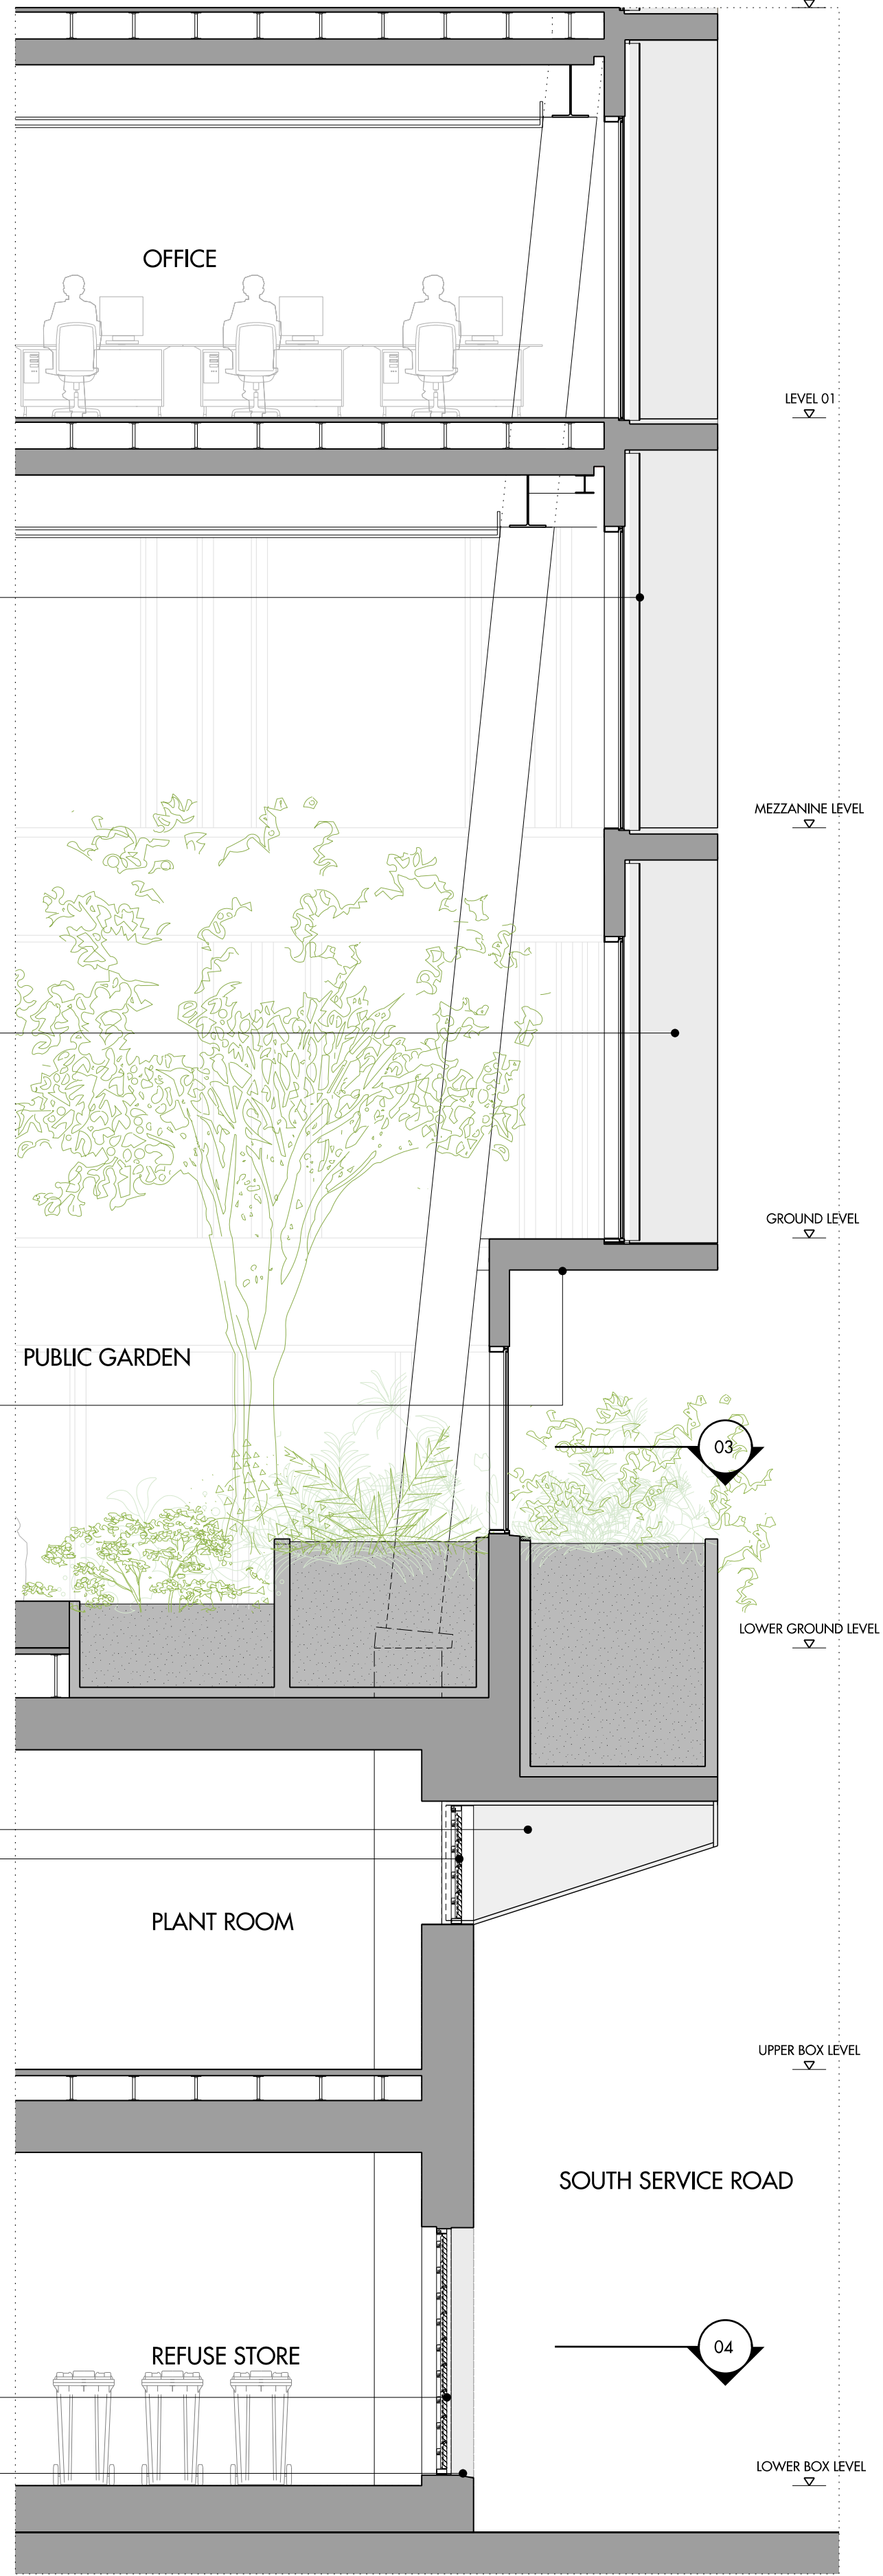 OFFICE
LEVEL 01
MEZZANINE LEVEL
GROUND LEVEL
PUBLIC GARDEN
03
LOWER GROUND LEVEL
PLANT ROOM
UPPER BOX LEVEL
SOUTH SERVICE ROAD
04
REFUSE STORE
LOWER BOX LEVEL